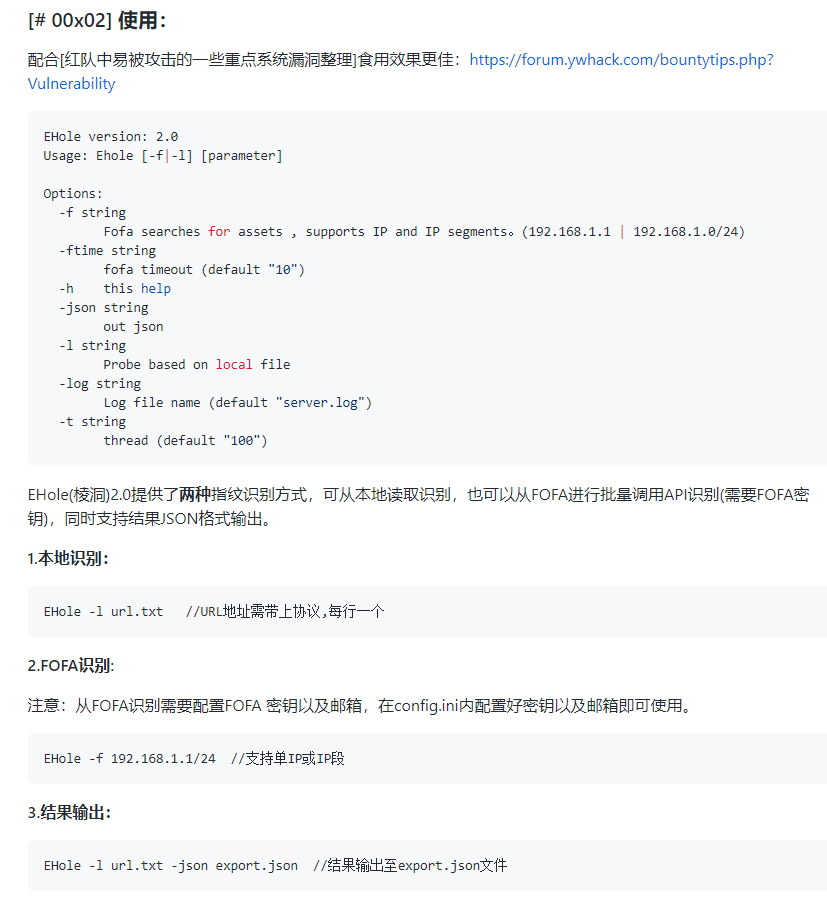 [# 00x02] 使用：
配合[红队中易被攻击的一些重点系统漏洞整理]食用效果更佳：https://forum.ywhack.com/bountytips.php?
Vulnerability
EHole version: 2.0
Usage: Ehole [-f|-l] [parameter]
Options:
-f string
Fofa searches for assets , supports IP and IP segments。(192.168.1.1 | 192.168.1.0/24)
-ftime string
fofa timeout (default "10")
-h this help
-json string
out json
-l string
Probe based on local file
-log string
Log file name (default "server.log")
-t string
thread (default "100")
EHole(棱洞)2.0提供了两种指纹识别方式，可从本地读取识别，也可以从FOFA进行批量调用API识别(需要FOFA密
钥)，同时支持结果JSON格式输出。
1.本地识别：
EHole -l url.txt //URL地址需带上协议,每行一个
2.FOFA识别:
注意：从FOFA识别需要配置FOFA 密钥以及邮箱，在config.ini内配置好密钥以及邮箱即可使用。
EHole -f 192.168.1.1/24 //支持单IP或IP段
3.结果输出：
EHole -l url.txt -json export.json //结果输出至export.json文件